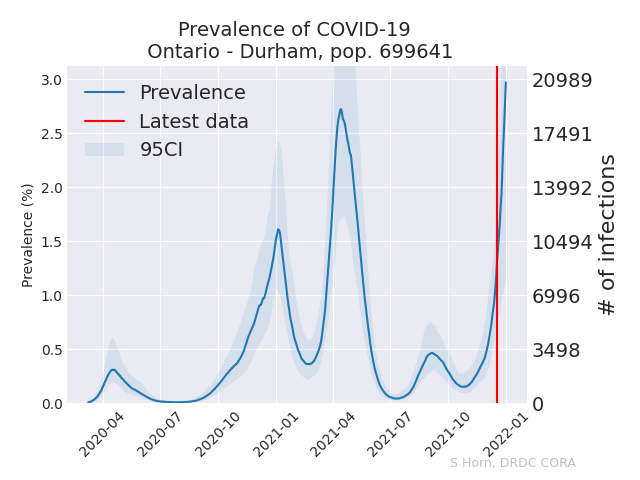 Prevalence of COVID-19
Ontario - Durham, pop. 699641
Prevalence
Latest data
95CI
Prevalence (%)
3.0
2.5
2.0
1.5
1.0
0.5
0.0
20989
17491
13992
10494
6996
3498
0
# of infections
2020-04
2020-07
2020-10
2021-01
2021-04
2021-07
2021-10
2022-01
S Horn, DRDC CORA